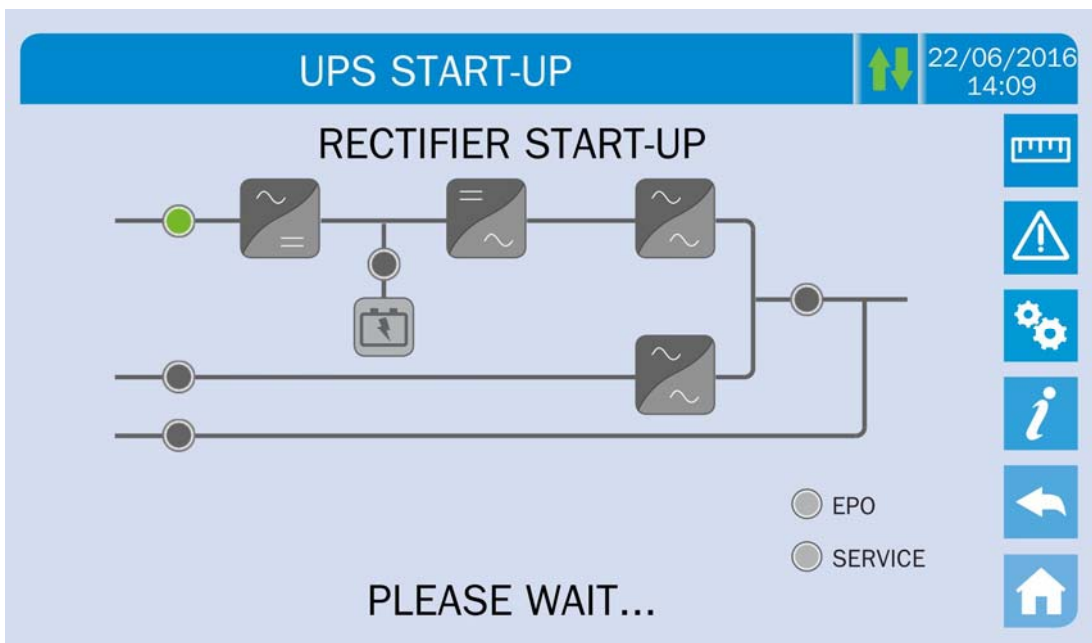 UPS START-UP
22/06/2016
14:09
RECTIFIER START-UP
EPO
SERVICE
PLEASE WAIT...